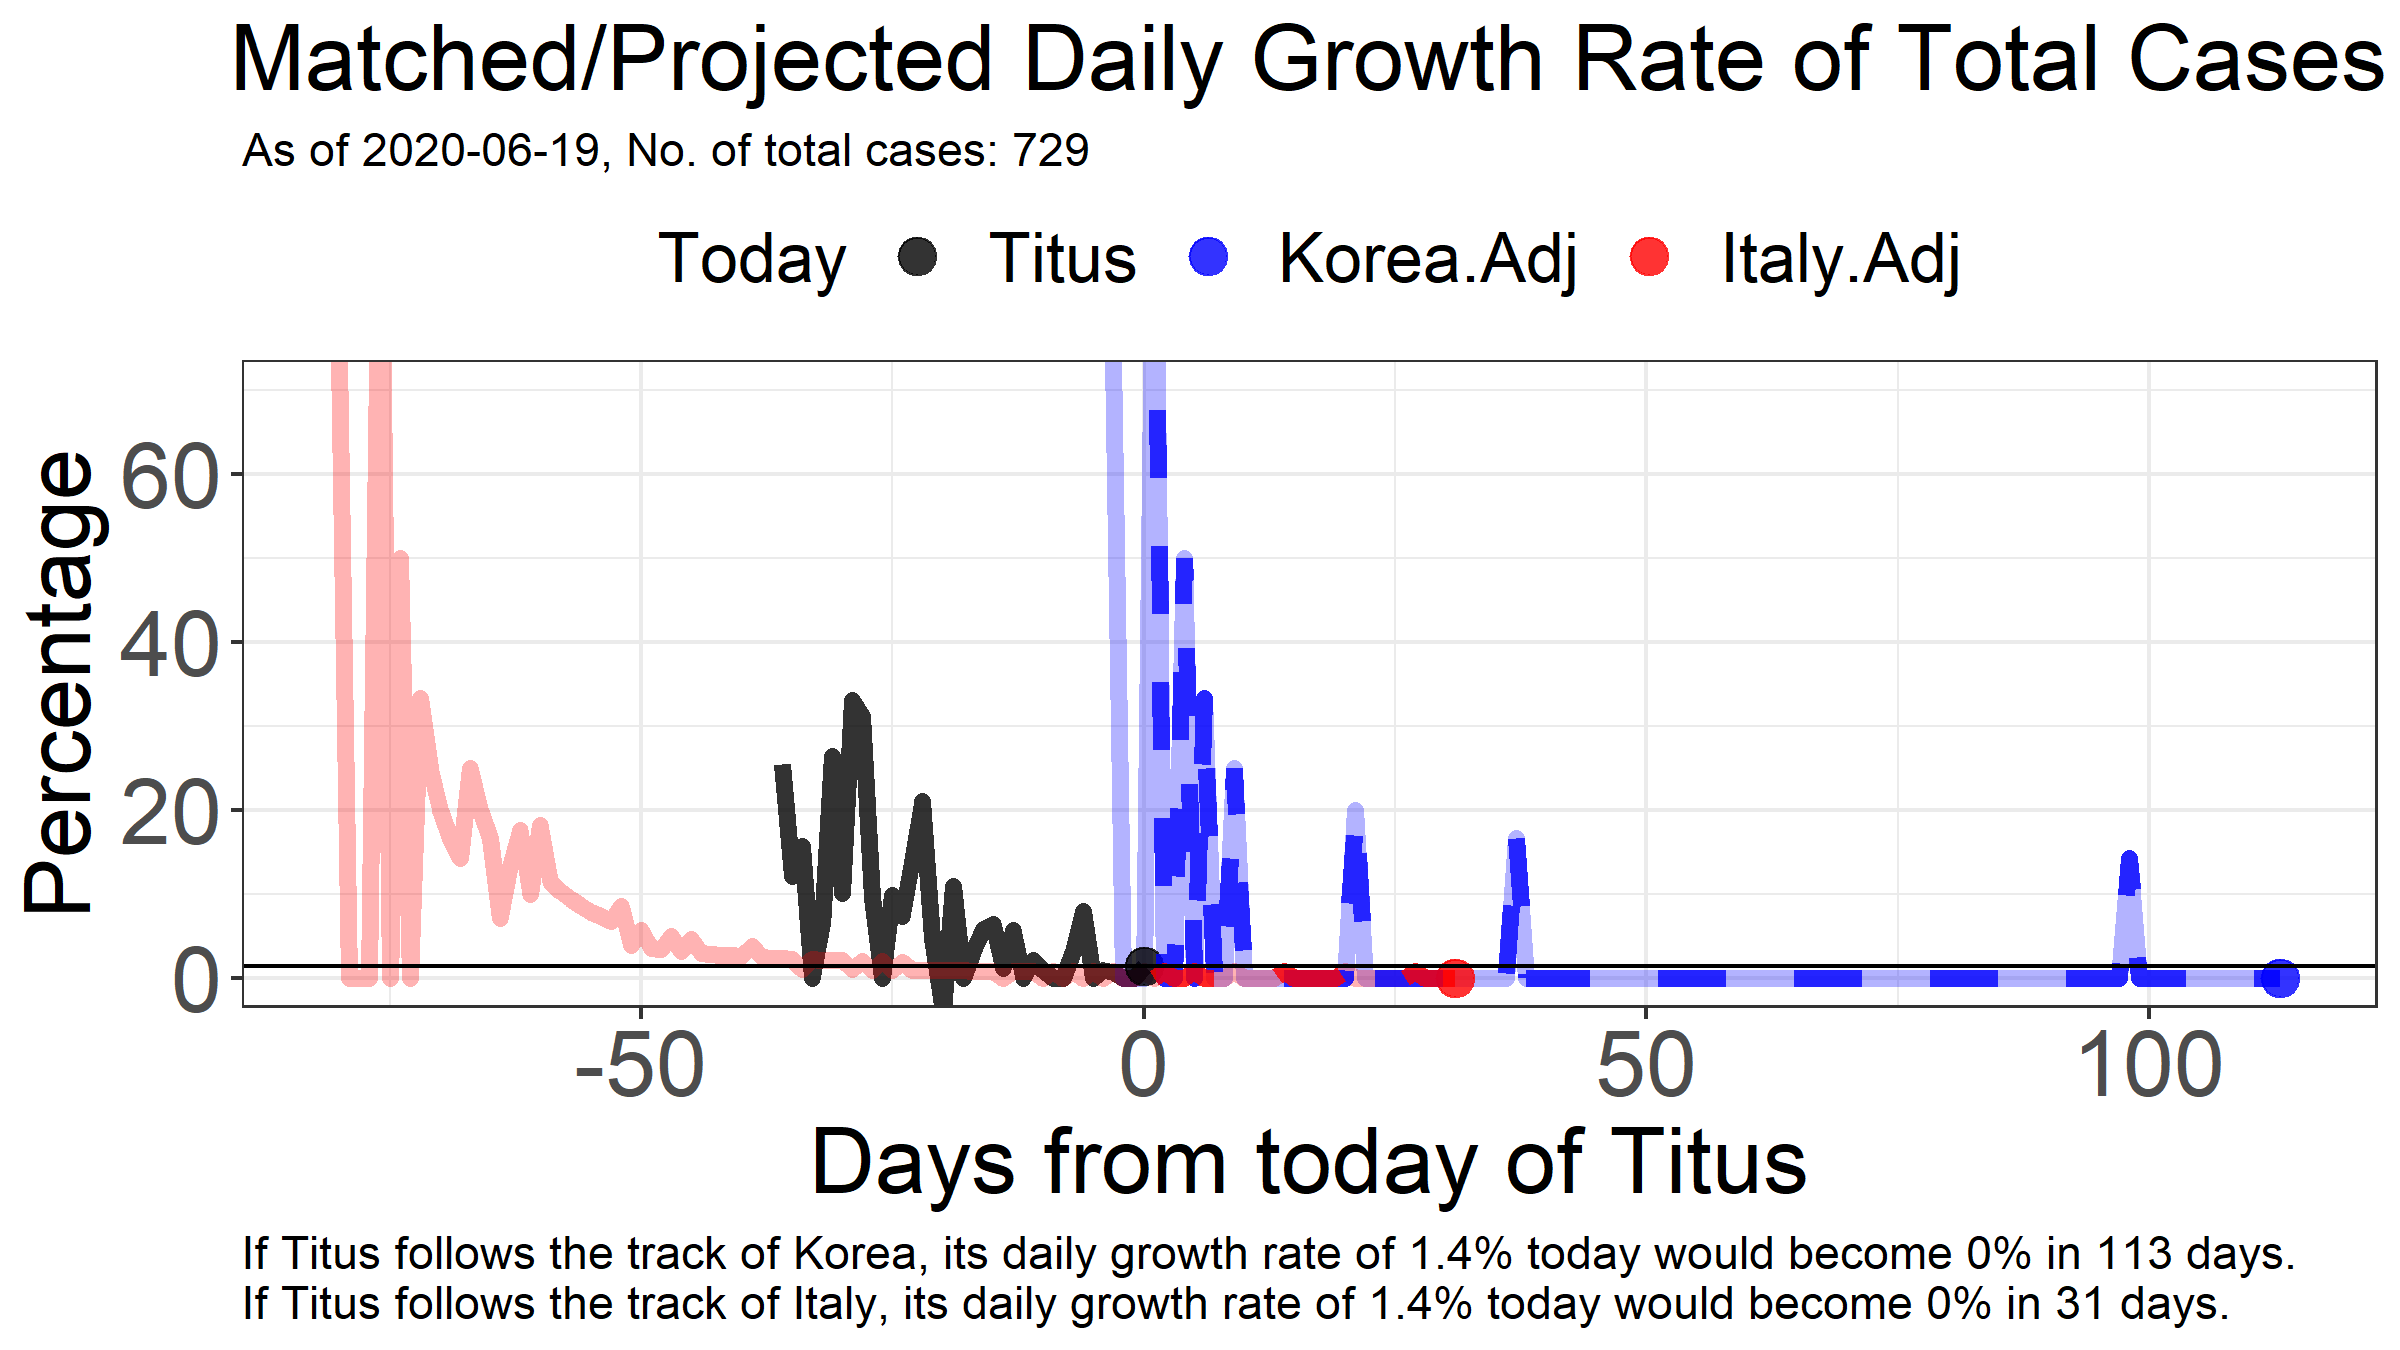 Matched/Projected Daily Growth Rate of Total Cases
As of 2020-06-19, No. of total cases: 729
Today Titus Korea.Adj Italy.Adj
Percentage
60
40
20
0
-50 0 50 100
Days from today of Titus
If Titus follows the track of Korea, its daily growth rate of 1.4% today would become 0% in 113 days.
If Titus follows the track of Italy, its daily growth rate of 1.4% today would become 0% in 31 days.